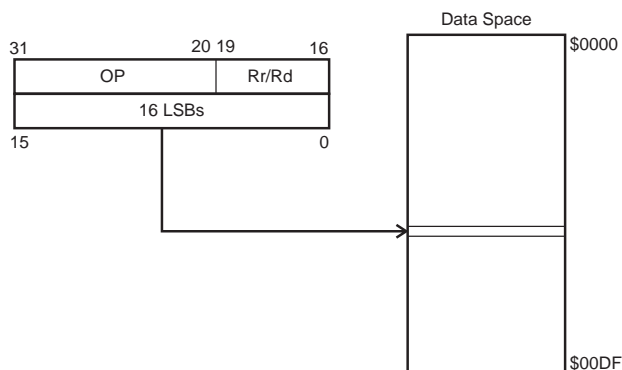 Data Space
31 20 19 16
$0000
OP Rr/Rd
16 LSBs
15 0
$00DF